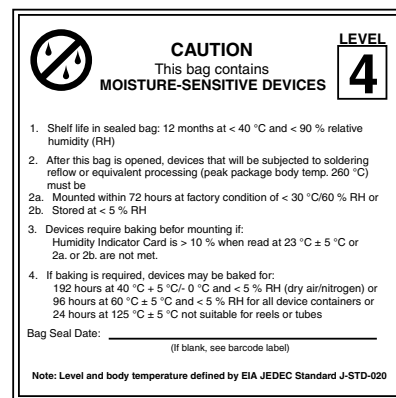 LEVEL
4
CAUTION
This bag contains
MOISTURE-SENSITIVE DEVICES
1. Shelf life in sealed bag: 12 months at < 40 °C and < 90 % relative
humidity (RH)
2. After this bag is opened, devices that will be subjected to soldering
reflow or equivalent processing (peak package body temp. 260 °C)
must be
2a. Mounted within 72 hours at factory condition of < 30 °C/60 % RH or
2b. Stored at < 5 % RH
3. Devices require baking befor mounting if:
Humidity Indicator Card is > 10 % when read at 23 °C ± 5 °C or
2a. or 2b. are not met.
4. If baking is required, devices may be baked for:
192 hours at 40 °C + 5 °C/- 0 °C and < 5 % RH (dry air/nitrogen) or
96 hours at 60 °C ± 5 °C and < 5 % RH for all device containers or
24 hours at 125 °C ± 5 °C not suitable for reels or tubes
Bag Seal Date:
(If blank, see barcode label)
Note: Level and body temperature defined by EIA JEDEC Standard J-STD-020